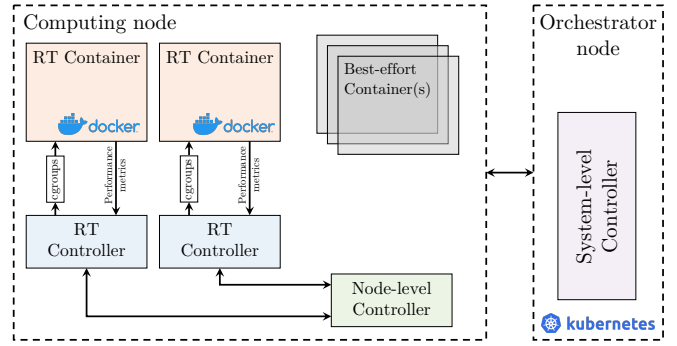 Computing node
RT Container
docker
cgroups
Performance
metrics
RT
Controller
RT Container
docker
cgroups
Performance
metrics
RT
Controller
Best-effort
Container(s)
Node-level
Controller
Orchestrator
node
System-level
Controller
kubernetes